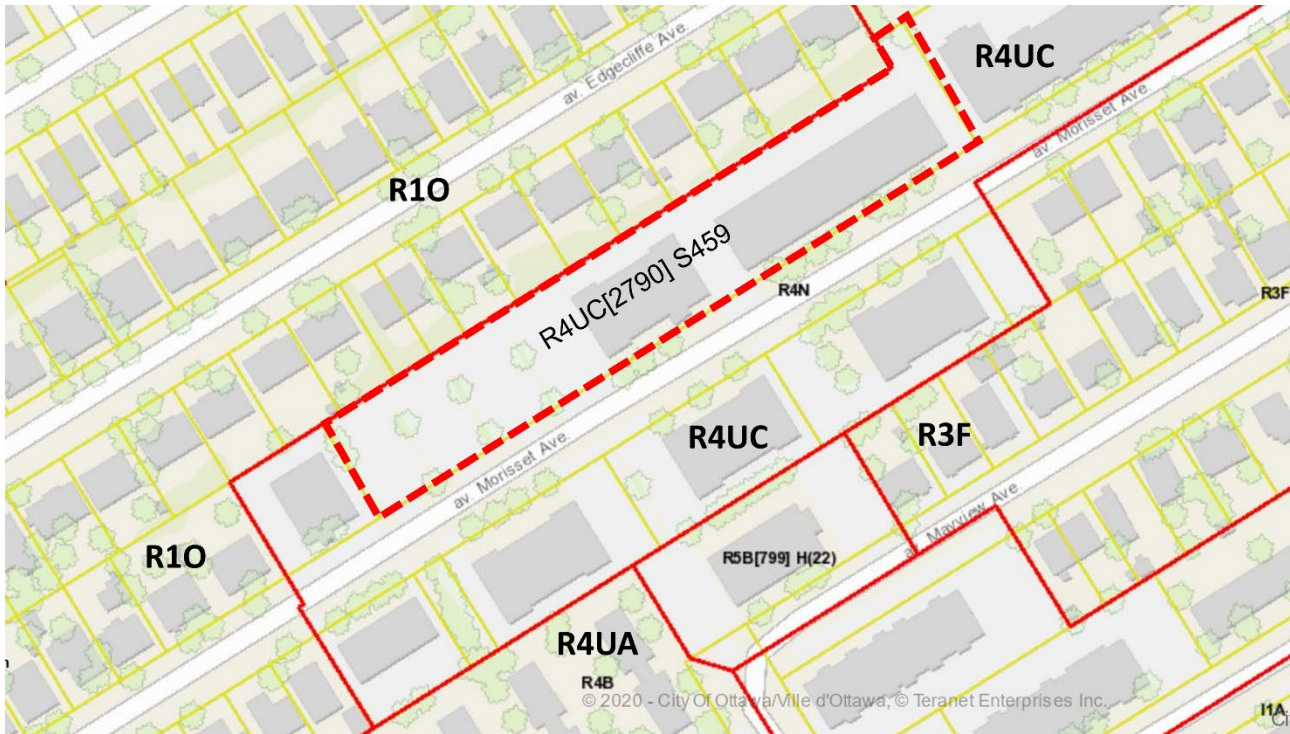 R4UC
av. Edgecliffe Ave.
av. Morisset Ave.
R1O
R4UC[2790] S459
R4N
R3F
R4UC
R3F
av. Morisset Ave.
av. Mayview Ave.
R1O
R5B[799] H(22)
R4UA
R4B
© 2020 - City Of Ottawa/Ville d'Ottawa, © Teranet Enterprises Inc.
I1A
Ci